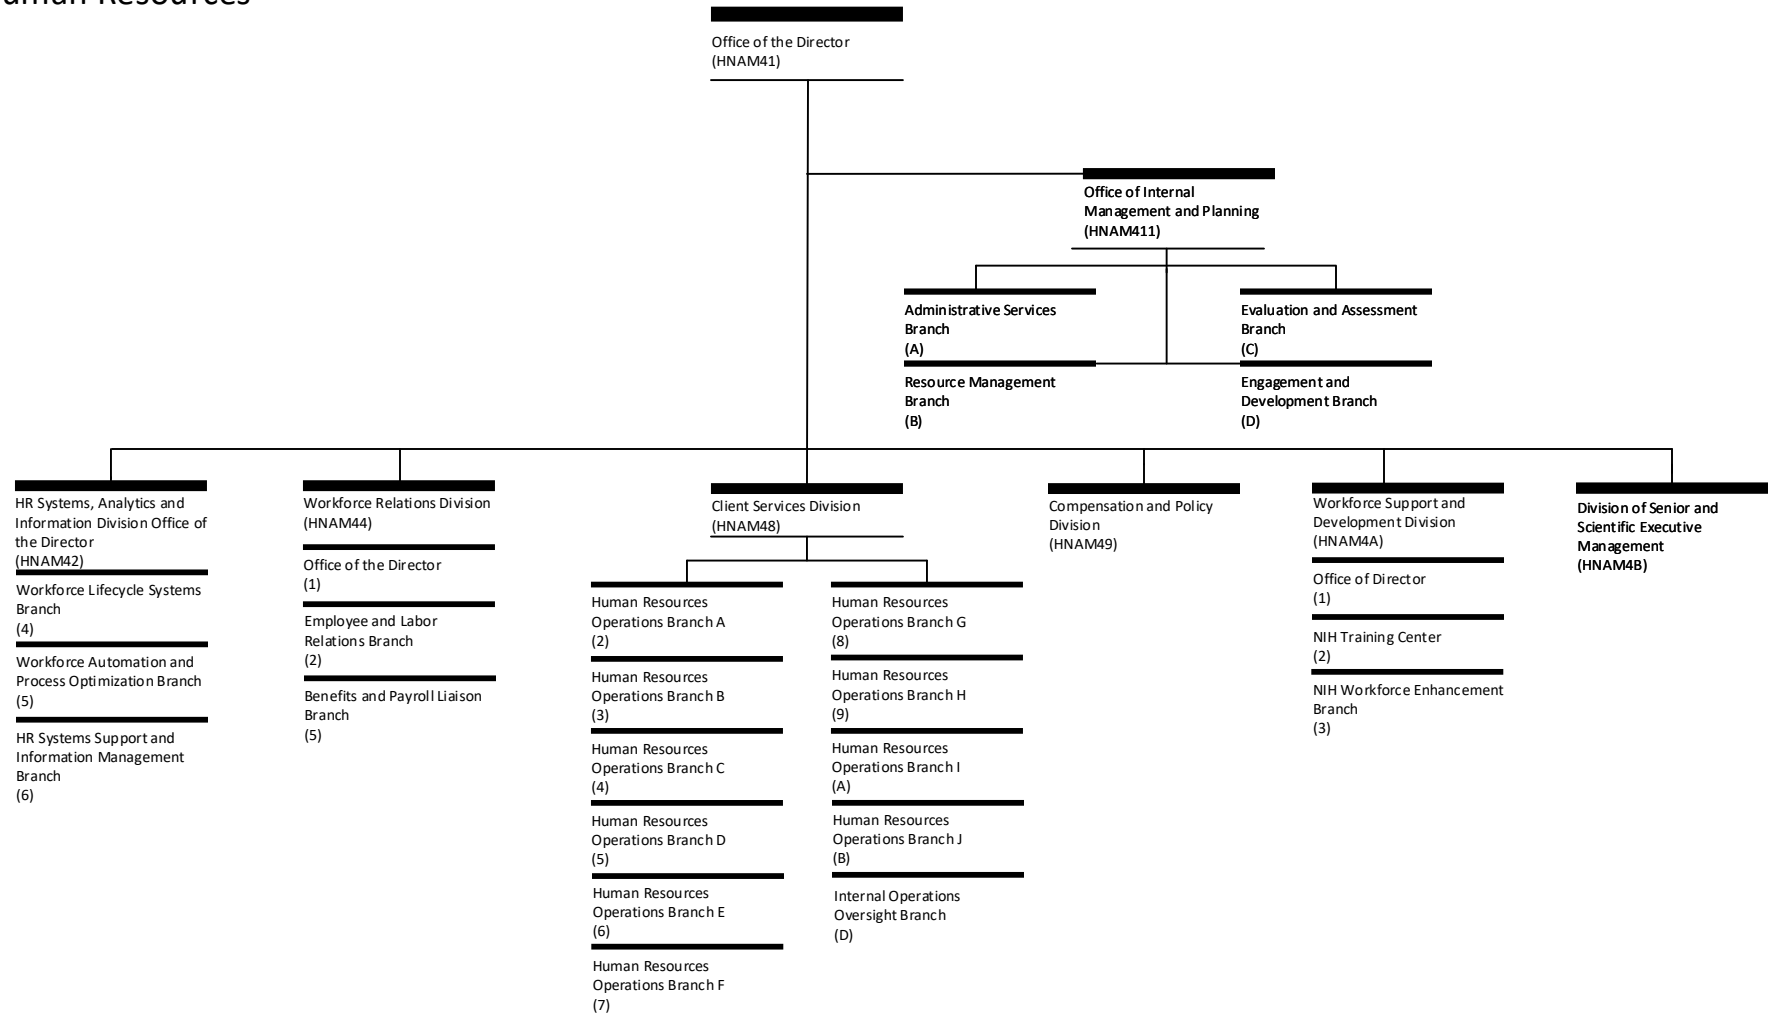 Resources
Office of the Director
(HNAM41)
Office of Internal
Management and Planning
(HNAM411)
Administrative Services
Branch
(A)
Resource Management
Branch
(B)
Evaluation and Assessment
Branch
(C)
Engagement and
Development Branch
(D)
HR Systems, Analytics and
Information Division Office of
the Director
(HNAM42)
Workforce Lifecycle Systems
Branch
(4)
Workforce Automation and
Process Optimization Branch
(5)
HR Systems Support and
Information Management
Branch
(6)
Workforce Relations Division
(HNAM44)
Office of the Director
(1)
Employee and Labor
Relations Branch
(2)
Benefits and Payroll Liaison
Branch
(5)
Client Services Division
(HNAM48)
Human Resources
Operations Branch A
(2)
Human Resources
Operations Branch B
(3)
Human Resources
Operations Branch C
(4)
Human Resources
Operations Branch D
(5)
Human Resources
Operations Branch E
(6)
Human Resources
Operations Branch F
(7)
Human Resources
Operations Branch G
(8)
Human Resources
Operations Branch H
(9)
Human Resources
Operations Branch I
(A)
Human Resources
Operations Branch J
(B)
Internal Operations
Oversight Branch
(D)
Compensation and Policy
Division
(HNAM49)
Workforce Support and
Development Division
(HNAM4A)
Office of Director
(1)
NIH Training Center
(2)
NIH Workforce Enhancement
Branch
(3)
Division of Senior and
Scientific Executive
Management
(HNAM4B)